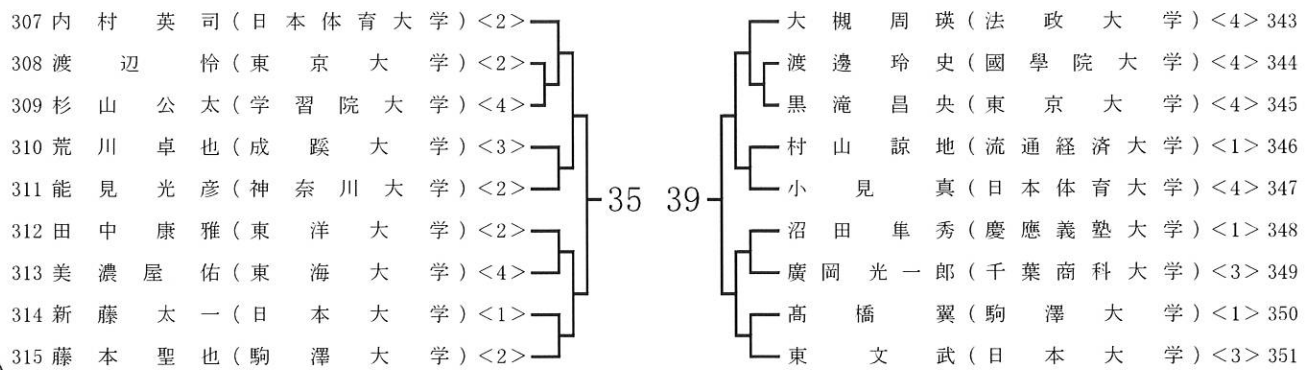 307 内村英司(日本体育大学)<2>
308 渡辺怜(東京大学)<2>
309 杉山公太(学習院大学)<4>
310 荒川卓也(成蹊大学)<3>
311 能見光彦(神奈川大学)<2>
312 田中康雅(東洋大学)<2>
313 美濃屋佑(東海大学)<4>
314 新藤太一(日本大学)<1>
315 藤本聖也(駒澤大学)<2>
35
39
大槻周瑛(法政大学)<4> 343
渡邊玲史(國學院大学)<4> 344
黒滝昌央(東京大学)<4> 345
村山諒地(流通経済大学)<1> 346
小見真(日本体育大学)<4> 347
沼田隼秀(慶應義塾大学)<1> 348
廣岡光一郎(千葉商科大学)<3> 349
髙橋翼(駒澤大学)<1> 350
東文武(日本大学)<3> 351